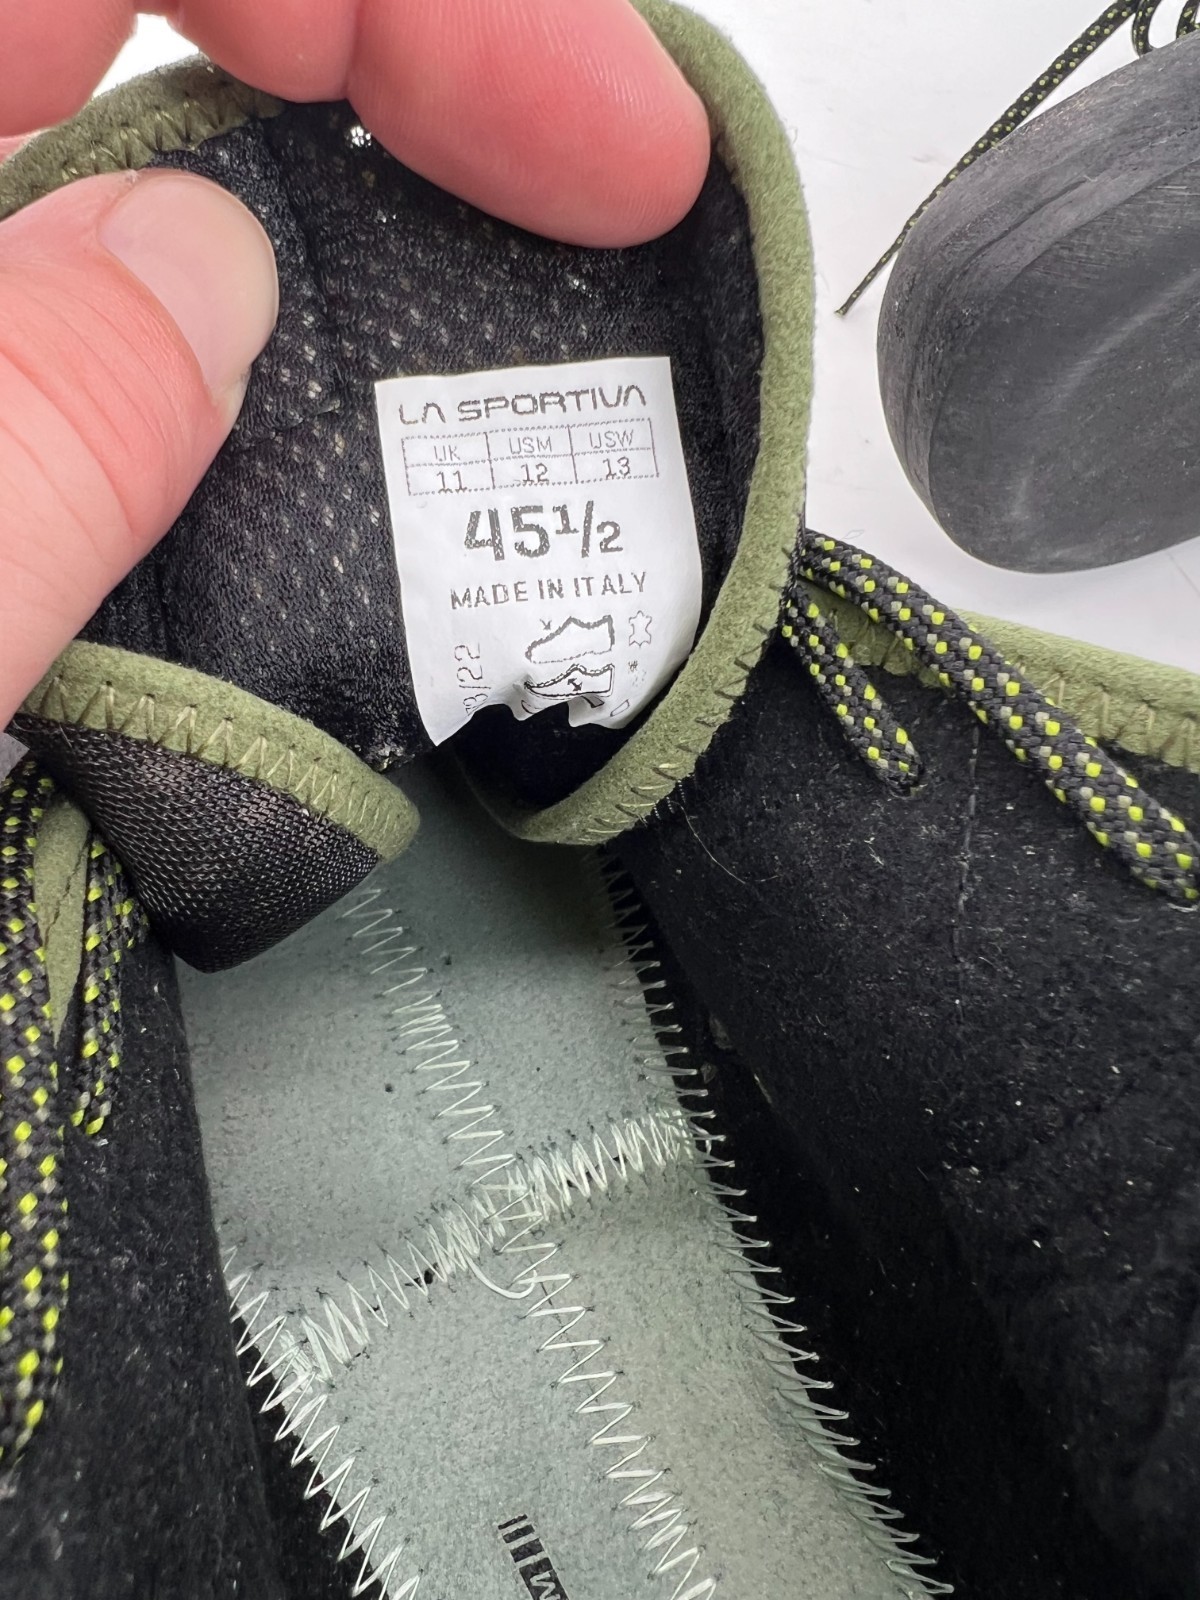 LA SPORTIVA
UK USM USW
11 12 13
45½
MADE IN ITALY